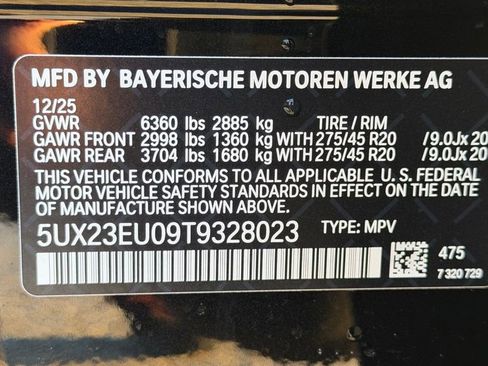 MFD BY BAYERISCHE MOTOREN WERKE AG
12/25
GVWR 6360 lbs 2885 kg TIRE / RIM
GAWR FRONT 2998 lbs 1360 kg WITH 275/45 R20 /9.0Jx20
GAWR REAR 3704 lbs 1680 kg WITH 275/45 R20 /9.0Jx20
THIS VEHICLE CONFORMS TO ALL APPLICABLE U.S. FEDERAL
MOTOR VEHICLE SAFETY STANDARDS IN EFFECT ON THE DATE
OF MANUFACTURE SHOWN ABOVE.
5UX23EU09T9328023 TYPE: MPV
475
7 320 729